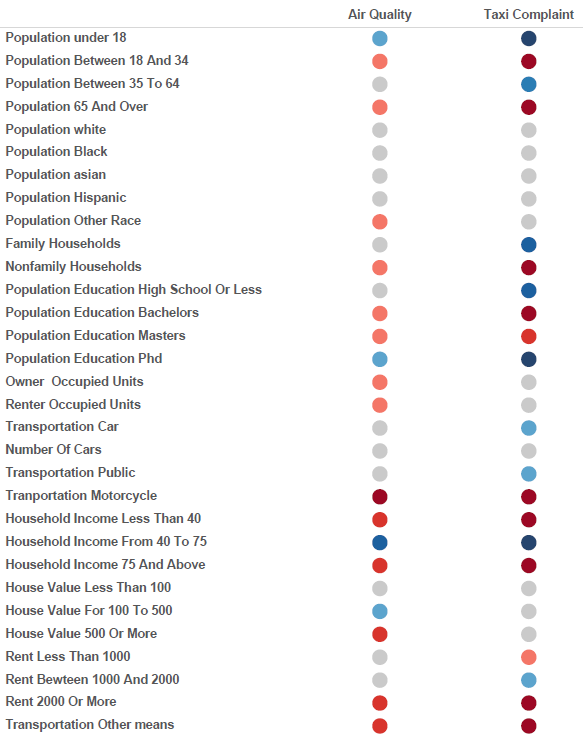 Air Quality Taxi Complaint
Population under 18
Population Between 18 And 34
Population Between 35 To 64
Population 65 And Over
Population white
Population Black
Population asian
Population Hispanic
Population Other Race
Family Households
Nonfamily Households
Population Education High School Or Less
Population Education Bachelors
Population Education Masters
Population Education Phd
Owner  Occupied Units
Renter Occupied Units
Transportation Car
Number Of Cars
Transportation Public
Tranportation Motorcycle
Household Income Less Than 40
Household Income From 40 To 75
Household Income 75 And Above
House Value Less Than 100
House Value For 100 To 500
House Value 500 Or More
Rent Less Than 1000
Rent Bewteen 1000 And 2000
Rent 2000 Or More
Transportation Other means